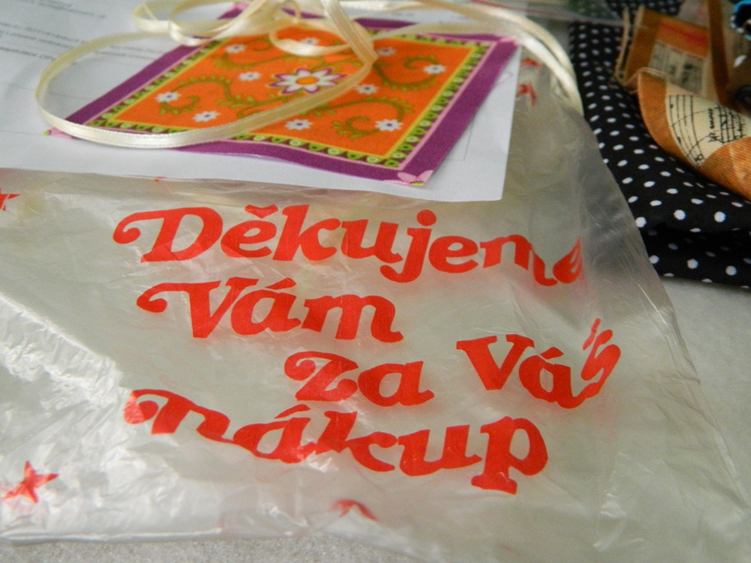 Děkujeme
Vám
za Váš
nákup